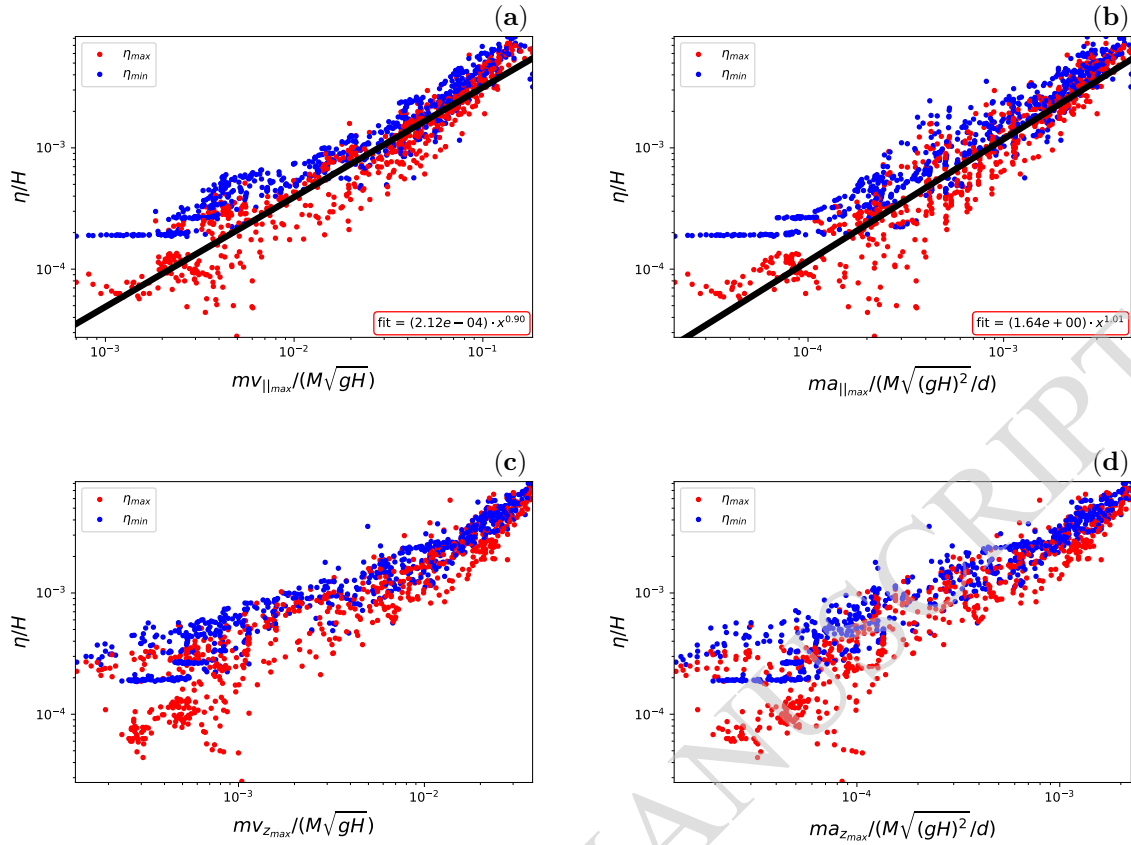 (a)
η_max
η_min
η/H
10⁻³
10⁻⁴
fit = (2.12e−04)·x^0.90
10⁻³ 10⁻² 10⁻¹
mv_||max/(M√gH)
(b)
η_max
η_min
η/H
10⁻³
10⁻⁴
fit = (1.64e+00)·x^1.01
10⁻⁴ 10⁻³
ma_||max/(M√(gH)²/d)
(c)
η_max
η_min
η/H
10⁻³
10⁻⁴
10⁻³ 10⁻²
mv_zmax/(M√gH)
(d)
η_max
η_min
η/H
10⁻³
10⁻⁴
10⁻⁴ 10⁻³
ma_zmax/(M√(gH)²/d)
ANUSCRIPT